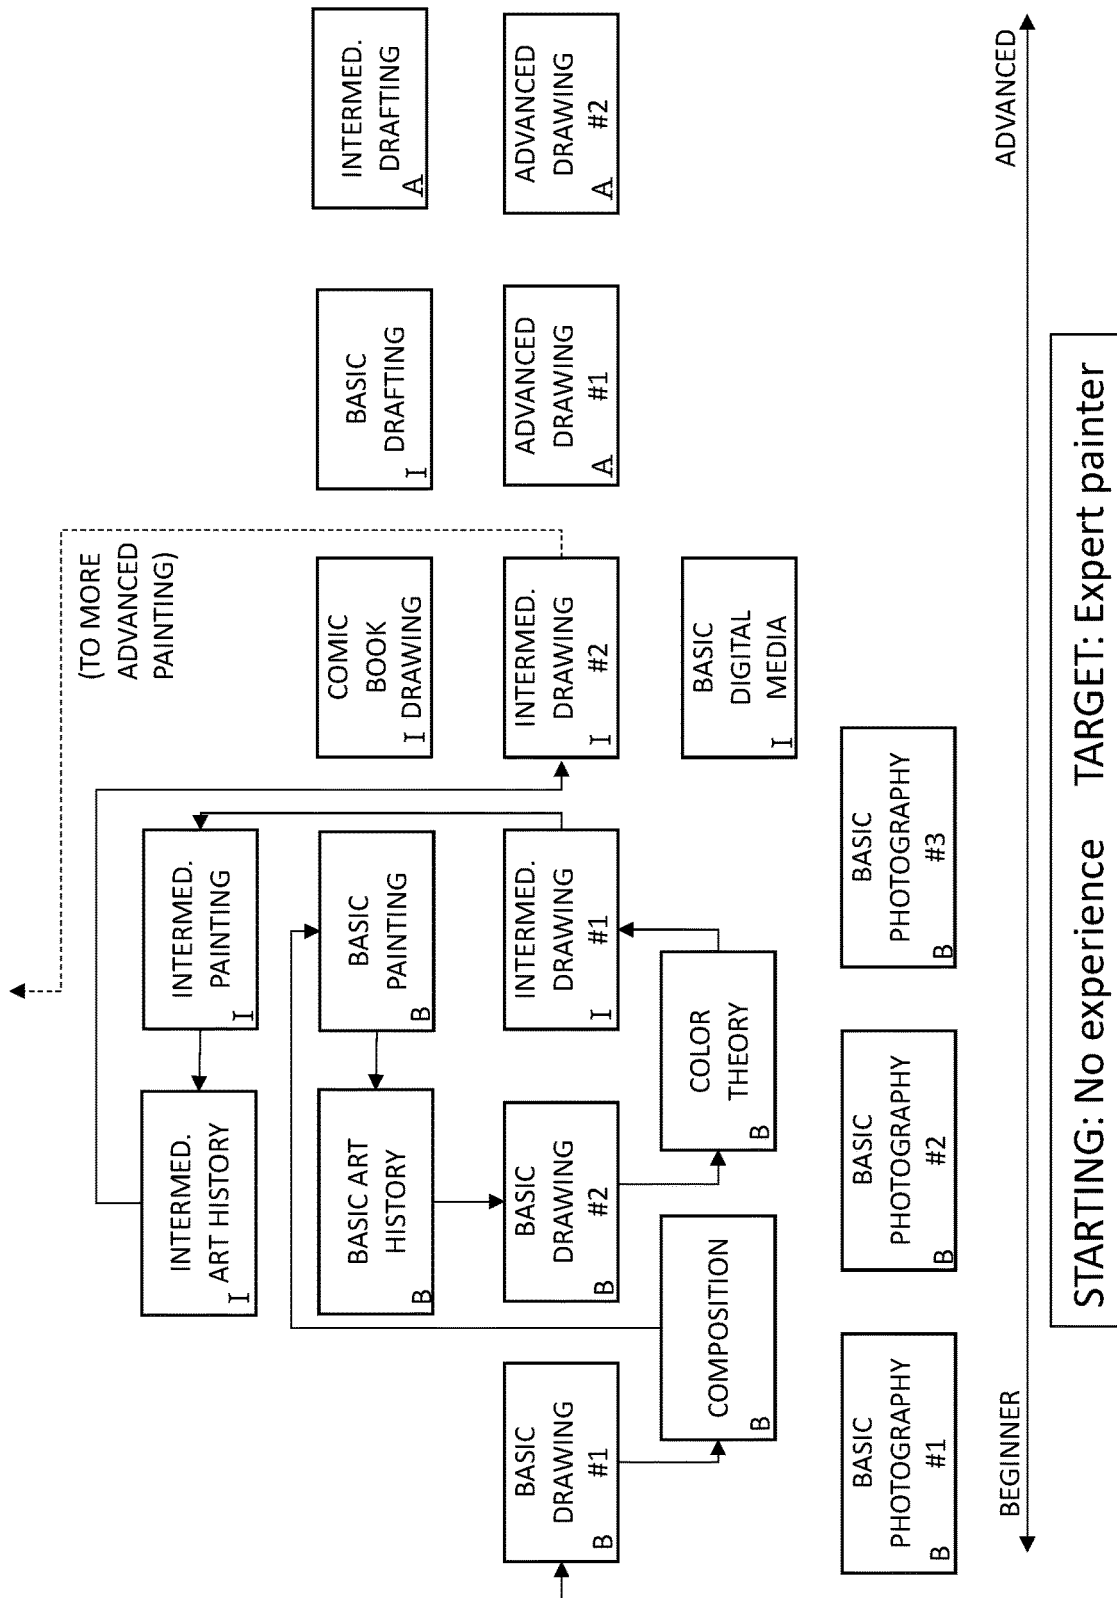 (TO MORE
ADVANCED
PAINTING)
INTERMED.
ART HISTORY
I
INTERMED.
PAINTING
I
BASIC ART
HISTORY
B
BASIC
PAINTING
B
COMIC
BOOK
I DRAWING
BASIC
DRAFTING
I
INTERMED.
DRAFTING
A
BASIC
DRAWING
#1
B
BASIC
DRAWING
#2
B
INTERMED.
DRAWING
#1
I
INTERMED.
DRAWING
#2
I
ADVANCED
DRAWING
#1
A
ADVANCED
DRAWING
#2
A
COMPOSITION
B
COLOR
THEORY
B
BASIC
DIGITAL
MEDIA
I
BASIC
PHOTOGRAPHY
#1
B
BASIC
PHOTOGRAPHY
#2
B
BASIC
PHOTOGRAPHY
#3
B
BEGINNER
ADVANCED
STARTING: No experience TARGET: Expert painter